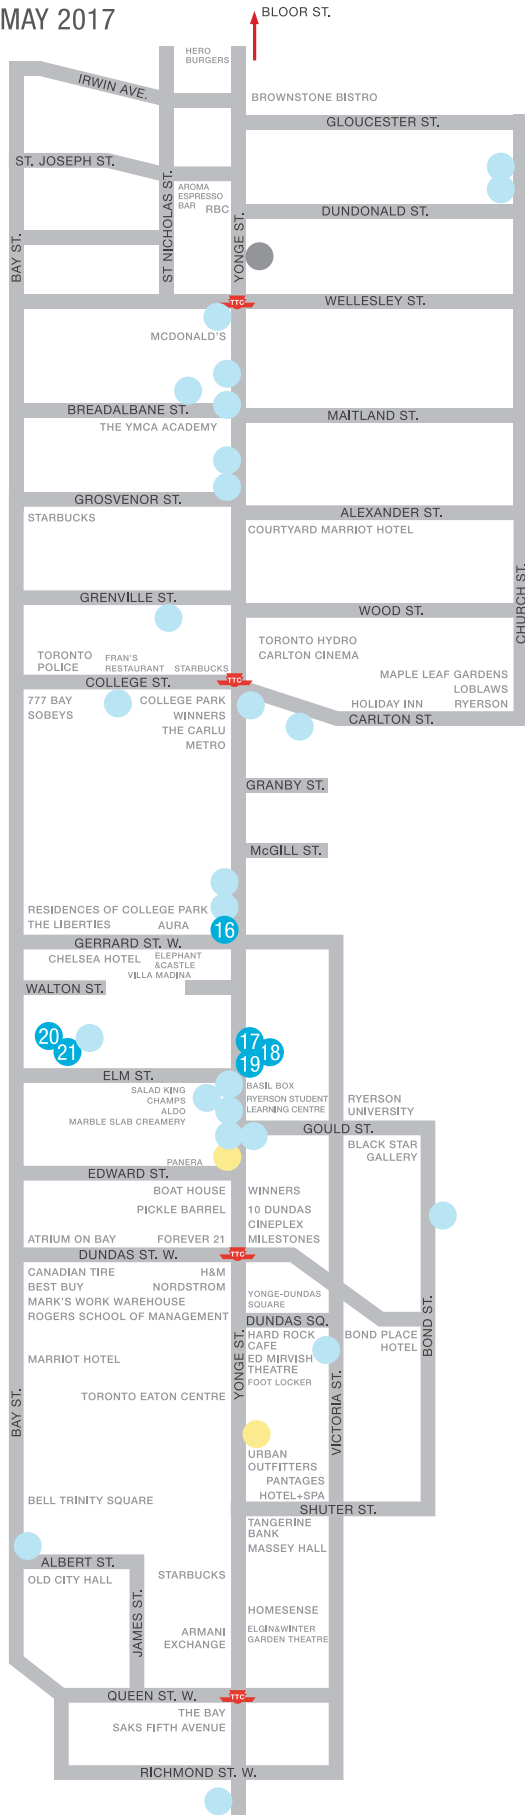 MAY 2017
BLOOR ST.
HERO
BURGERS
IRWIN AVE.
BROWNSTONE BISTRO
GLOUCESTER ST.
ST. JOSEPH ST.
AROMA
ESPRESSO
BAR
RBC
DUNDONALD ST.
ST NICHOLAS ST.
YONGE ST.
BAY ST.
TTC
WELLESLEY ST.
MCDONALD'S
BREADALBANE ST.
MAITLAND ST.
THE YMCA ACADEMY
GROSVENOR ST.
STARBUCKS
ALEXANDER ST.
COURTYARD MARRIOT HOTEL
CHURCH ST.
GRENVILLE ST.
WOOD ST.
TORONTO HYDRO
CARLTON CINEMA
TORONTO
POLICE
FRAN'S
RESTAURANT
STARBUCKS
COLLEGE ST.
TTC
MAPLE LEAF GARDENS
LOBLAWS
RYERSON
HOLIDAY INN
CARLTON ST.
777 BAY
SOBEYS
COLLEGE PARK
WINNERS
THE CARLU
METRO
GRANBY ST.
McGILL ST.
RESIDENCES OF COLLEGE PARK
THE LIBERTIES
AURA
16
GERRARD ST. W.
CHELSEA HOTEL
ELEPHANT
&CASTLE
VILLA MADINA
WALTON ST.
20
21
17
18
19
ELM ST.
SALAD KING
CHAMPS
ALDO
MARBLE SLAB CREAMERY
BASIL BOX
RYERSON STUDENT
LEARNING CENTRE
RYERSON
UNIVERSITY
GOULD ST.
BLACK STAR
GALLERY
PANERA
EDWARD ST.
BOAT HOUSE
PICKLE BARREL
WINNERS
10 DUNDAS
CINEPLEX
MILESTONES
ATRIUM ON BAY
FOREVER 21
DUNDAS ST. W.
TTC
CANADIAN TIRE
BEST BUY
MARK'S WORK WAREHOUSE
ROGERS SCHOOL OF MANAGEMENT
H&M
NORDSTROM
YONGE-DUNDAS
SQUARE
DUNDAS SQ.
HARD ROCK
CAFE
ED MIRVISH
THEATRE
FOOT LOCKER
BOND PLACE
HOTEL
BOND ST.
MARRIOT HOTEL
TORONTO EATON CENTRE
YONGE ST.
VICTORIA ST.
BAY ST.
URBAN
OUTFITTERS
PANTAGES
HOTEL+SPA
BELL TRINITY SQUARE
SHUTER ST.
TANGERINE
BANK
MASSEY HALL
ALBERT ST.
OLD CITY HALL
STARBUCKS
JAMES ST.
HOMESENSE
ARMANI
EXCHANGE
ELGIN&WINTER
GARDEN THEATRE
QUEEN ST. W.
TTC
THE BAY
SAKS FIFTH AVENUE
RICHMOND ST. W.